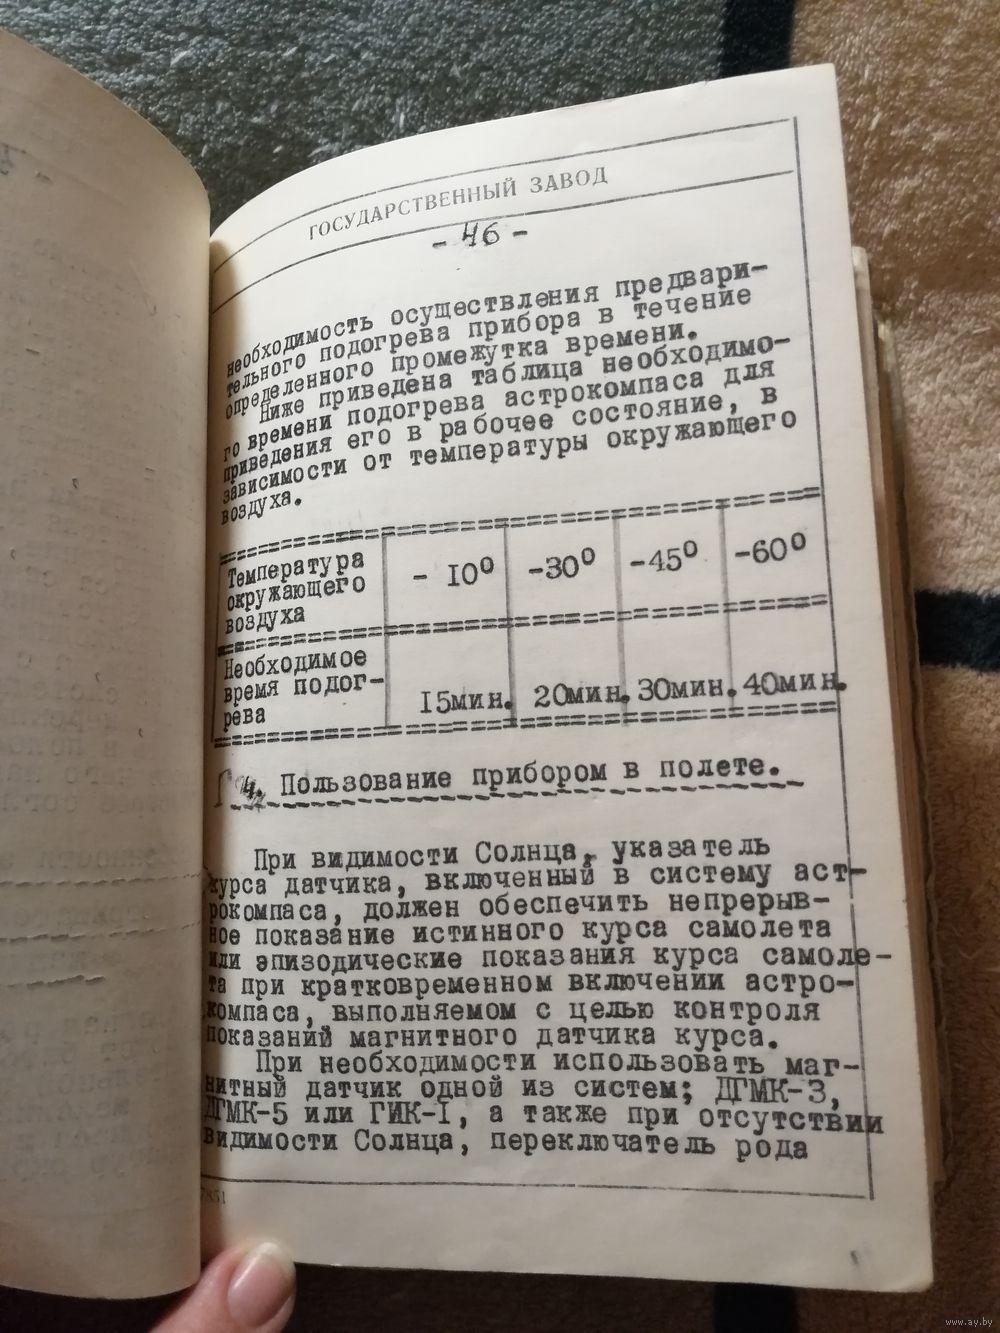 ГОСУДАРСТВЕННЫЙ ЗАВОД
- 46 -
необходимость осуществления предвари-
тельного подогрева прибора в течение
определенного промежутка времени.
Ниже приведена таблица необходимо-
го времени подогрева астрокомпаса для
приведения его в рабочее состояние, в
зависимости от температуры окружающего
воздуха.
Температура
окружающего
воздуха
- I0° -30° -45° -60°
Необходимое
время подог-
рева
I5мин. 20мин. 30мин. 40мин.
4. Пользование прибором в полете.
При видимости Солнца, указатель
курса датчика, включенный в систему аст-
рокомпаса, должен обеспечить непрерыв-
ное показание истинного курса самолета
или эпизодические показания курса самоле-
та при кратковременном включении астро-
компаса, выполняемом с целью контроля
показаний магнитного датчика курса.
При необходимости использовать маг-
нитный датчик одной из систем; ДГМК-3,
ДГМК-5 или ГИК-I, а также при отсутствии
видимости Солнца, переключатель рода
7851
www.ay.by